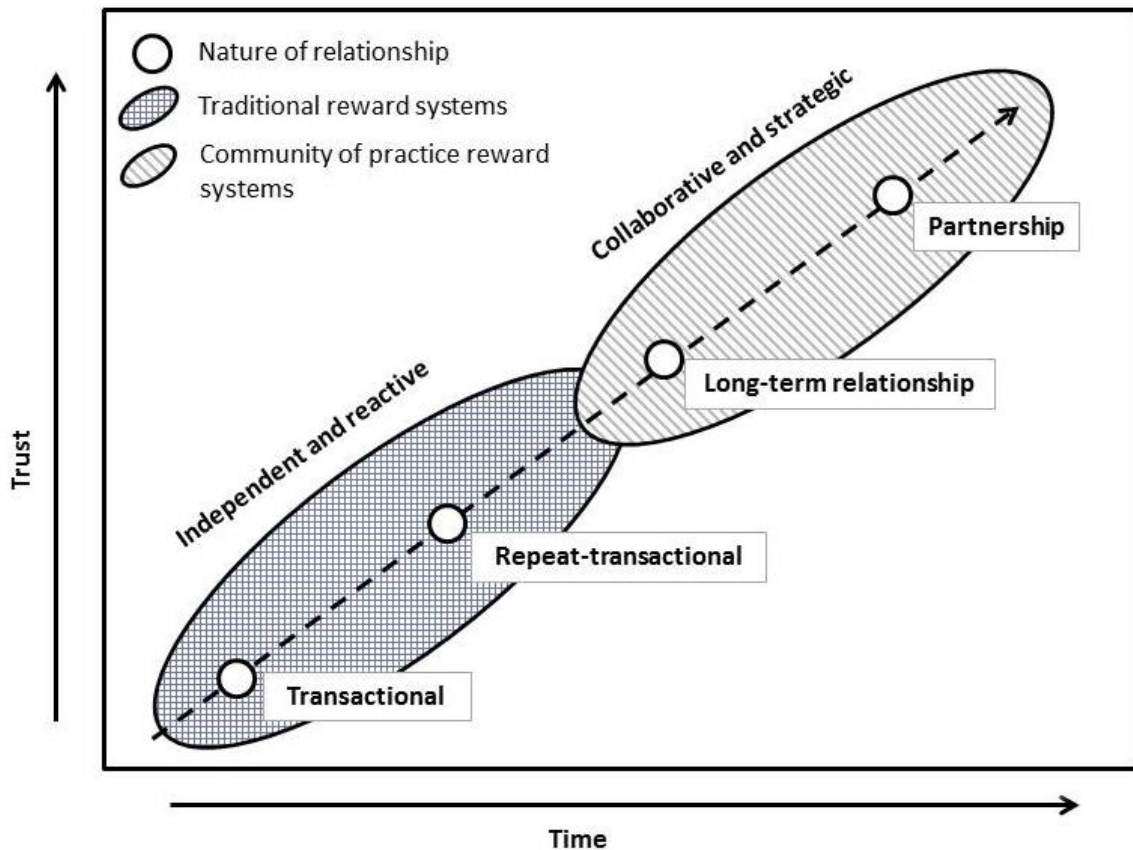 Nature of relationship
Traditional reward systems
Community of practice reward
systems
Collaborative and strategic
Partnership
Long-term relationship
Independent and reactive
Repeat-transactional
Transactional
Trust
Time